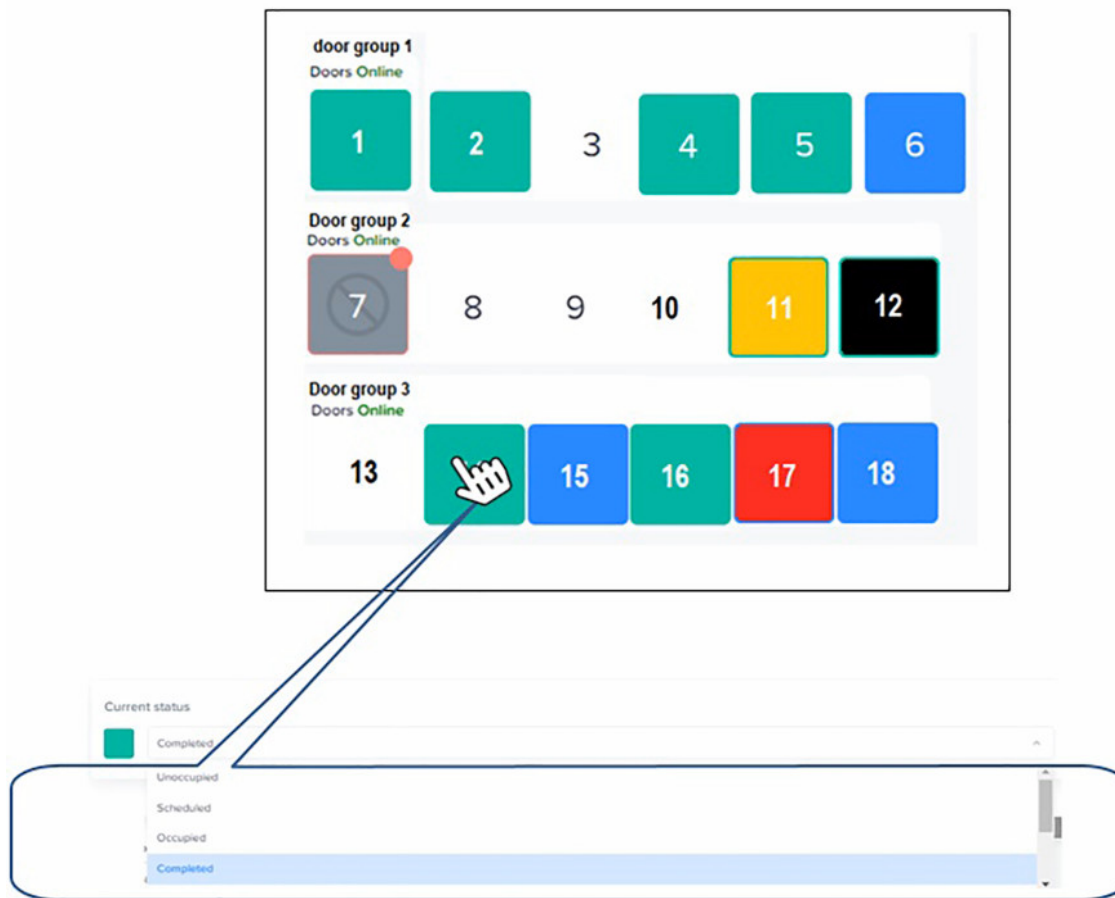 door group 1
Doors Online
1 2 3 4 5 6
Door group 2
Doors Online
7 8 9 10 11 12
Door group 3
Doors Online
13 15 16 17 18
Current status
Completed
Unoccupied
Scheduled
Occupied
Completed